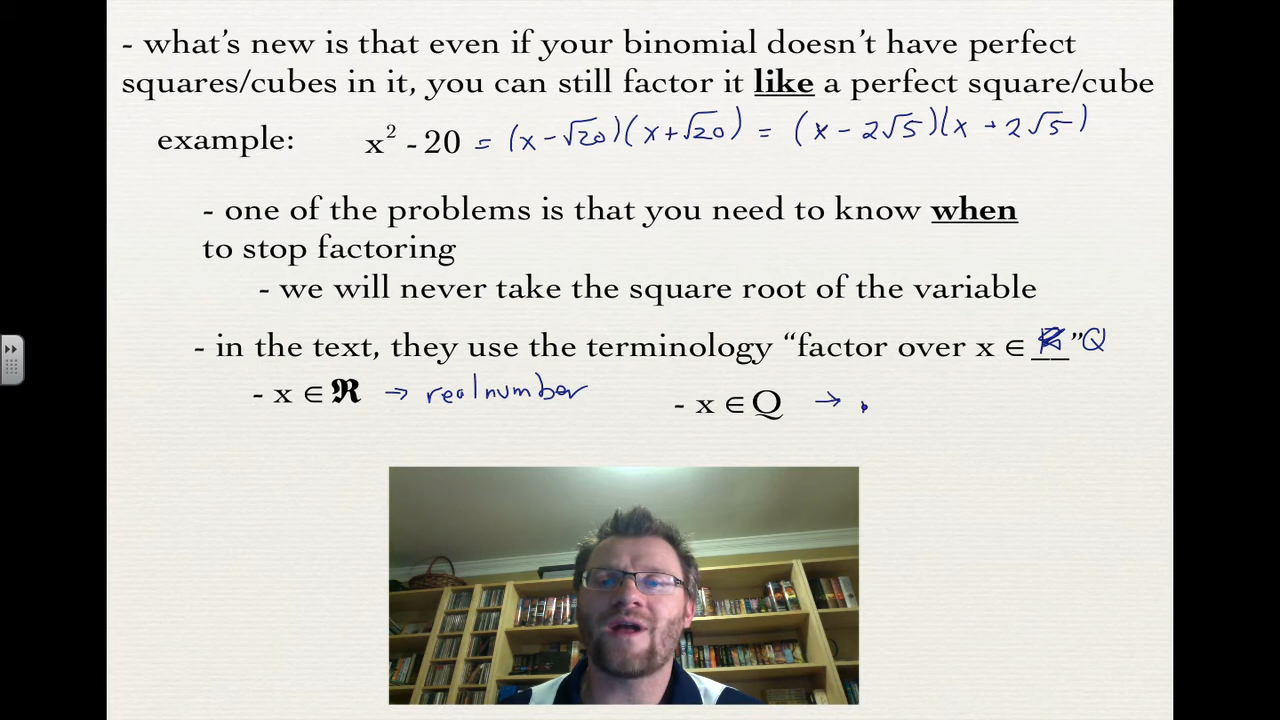 - what's new is that even if your binomial doesn't have perfect
squares/cubes in it, you can still factor it like a perfect square/cube
example: x² - 20 = (x - √20)(x + √20) = (x - 2√5)(x + 2√5)
- one of the problems is that you need to know when
to stop factoring
- we will never take the square root of the variable
- in the text, they use the terminology “factor over x ∈ __” Q
- x ∈ ℜ → real number - x ∈ Q →